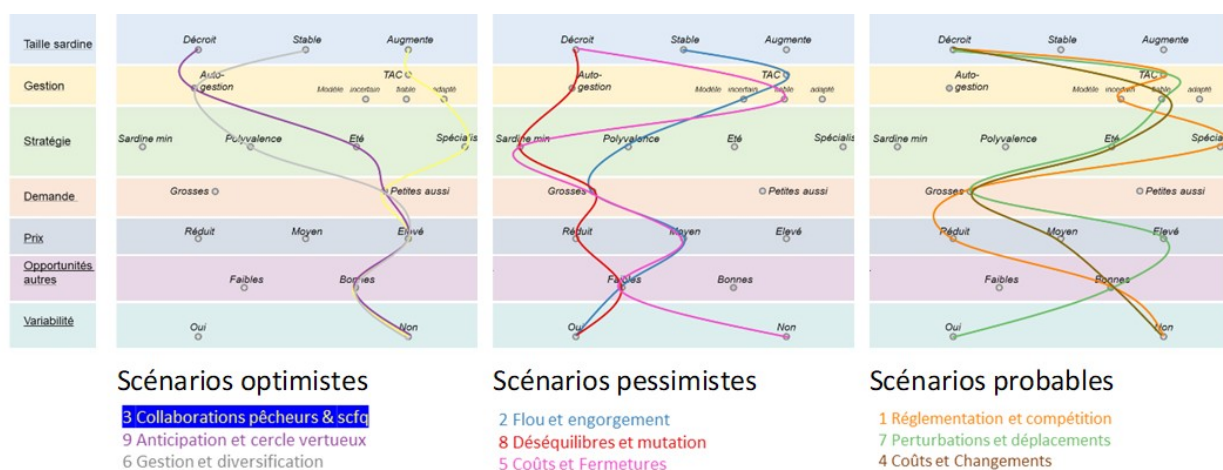 Taille sardine
Gestion
Stratégie
Demande
Prix
Opportunités
autres
Variabilité
Décroit Stable Augmente
Auto-
gestion
TAC
Modèle incertain fiable adapté
Sardine min Polyvalence Eté Spécialis
Grosses Petites aussi
Réduit Moyen Elevé
Faibles Bonnes
Oui Non
Décroit Stable Augmente
Auto-
gestion
TAC
Modèle incertain fiable adapté
Sardine min Polyvalence Eté Spécialis
Grosses Petites aussi
Réduit Moyen Elevé
Faibles Bonnes
Oui Non
Décroit Stable Augmente
Auto-
gestion
TAC
Modèle incertain fiable adapté
Sardine min Polyvalence Eté Spécia
Grosses Petites aussi
Réduit Moyen Elevé
Faibles Bonnes
Oui Non
Scénarios optimistes
3 Collaborations pêcheurs & scfq
9 Anticipation et cercle vertueux
6 Gestion et diversification
Scénarios pessimistes
2 Flou et engorgement
8 Déséquilibres et mutation
5 Coûts et Fermetures
Scénarios probables
1 Réglementation et compétition
7 Perturbations et déplacements
4 Coûts et Changements